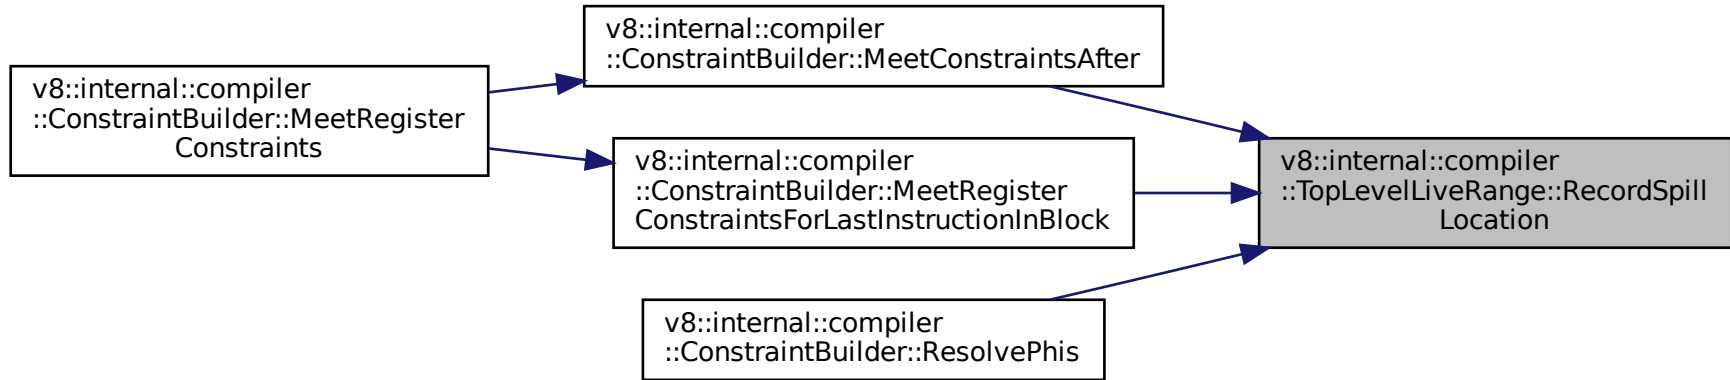 v8::internal::compiler
::ConstraintBuilder::MeetRegister
Constraints
v8::internal::compiler
::ConstraintBuilder::MeetConstraintsAfter
v8::internal::compiler
::ConstraintBuilder::MeetRegister
ConstraintsForLastInstructionInBlock
v8::internal::compiler
::ConstraintBuilder::ResolvePhis
v8::internal::compiler
::TopLevelLiveRange::RecordSpill
Location